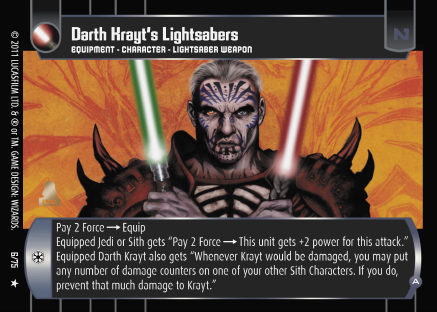 Darth Krayt's Lightsabers
EQUIPMENT - CHARACTER - LIGHTSABER WEAPON
Pay 2 Force → Equip
Equipped Jedi or Sith gets "Pay 2 Force → This unit gets +2 power for this attack."
Equipped Darth Krayt also gets "Whenever Krayt would be damaged, you may put
any number of damage counters on one of your other Sith Characters. If you do,
prevent that much damage to Krayt."
A
© 2011 LUCASFILM LTD. & ® or TM. GAME DESIGN: WIZARDS.
6/75